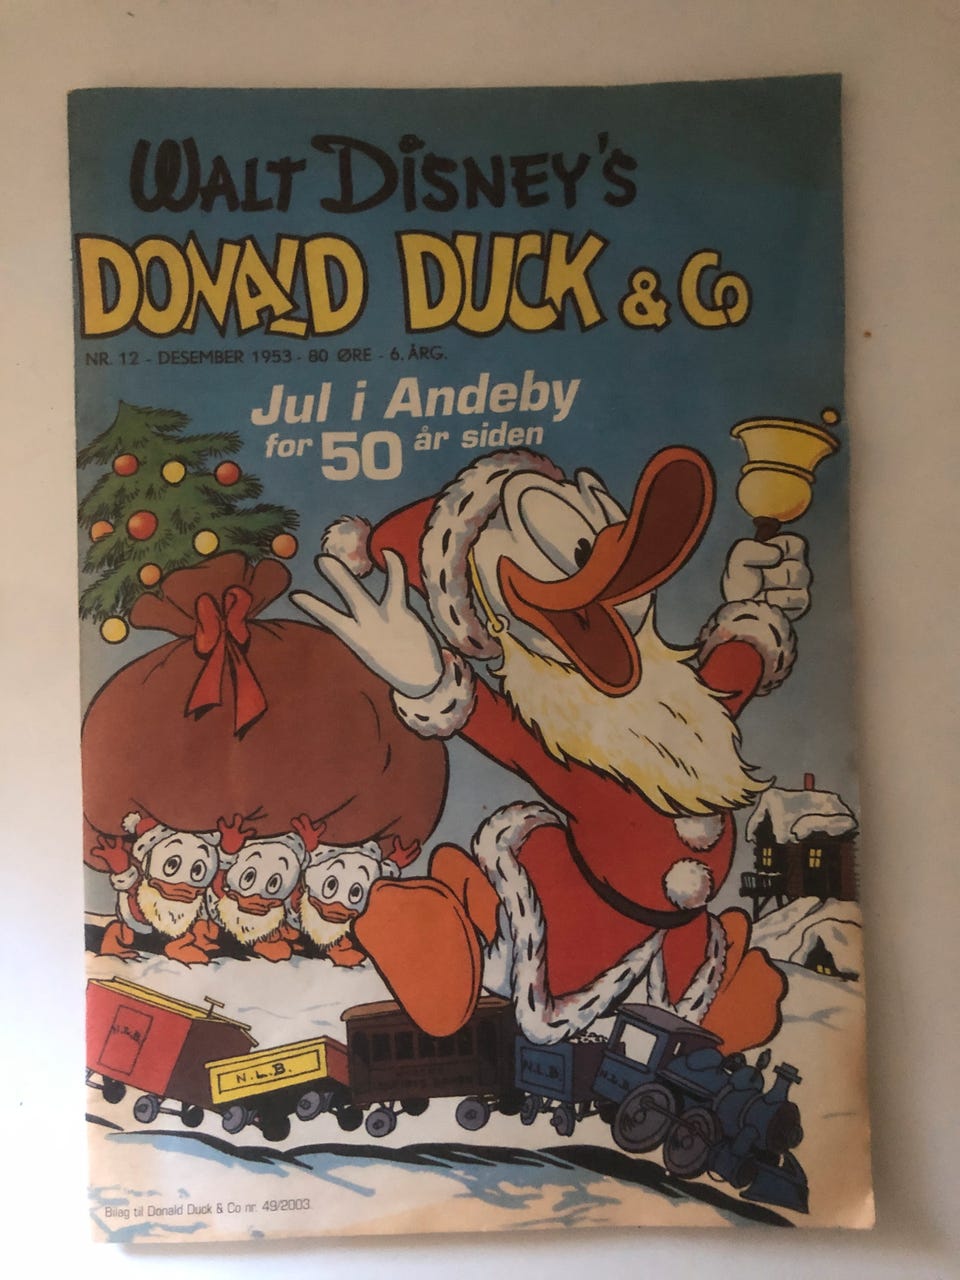 WALT DISNEY'S
DONALD DUCK & CO
NR. 12 - DESEMBER 1953 - 80 ØRE - 6. ÅRG.
Jul i Andeby
for 50 år siden
N.L.B.
N.L.B.
N.L.B.
N.L.B.
Bilag til Donald Duck & Co nr. 49/2003.